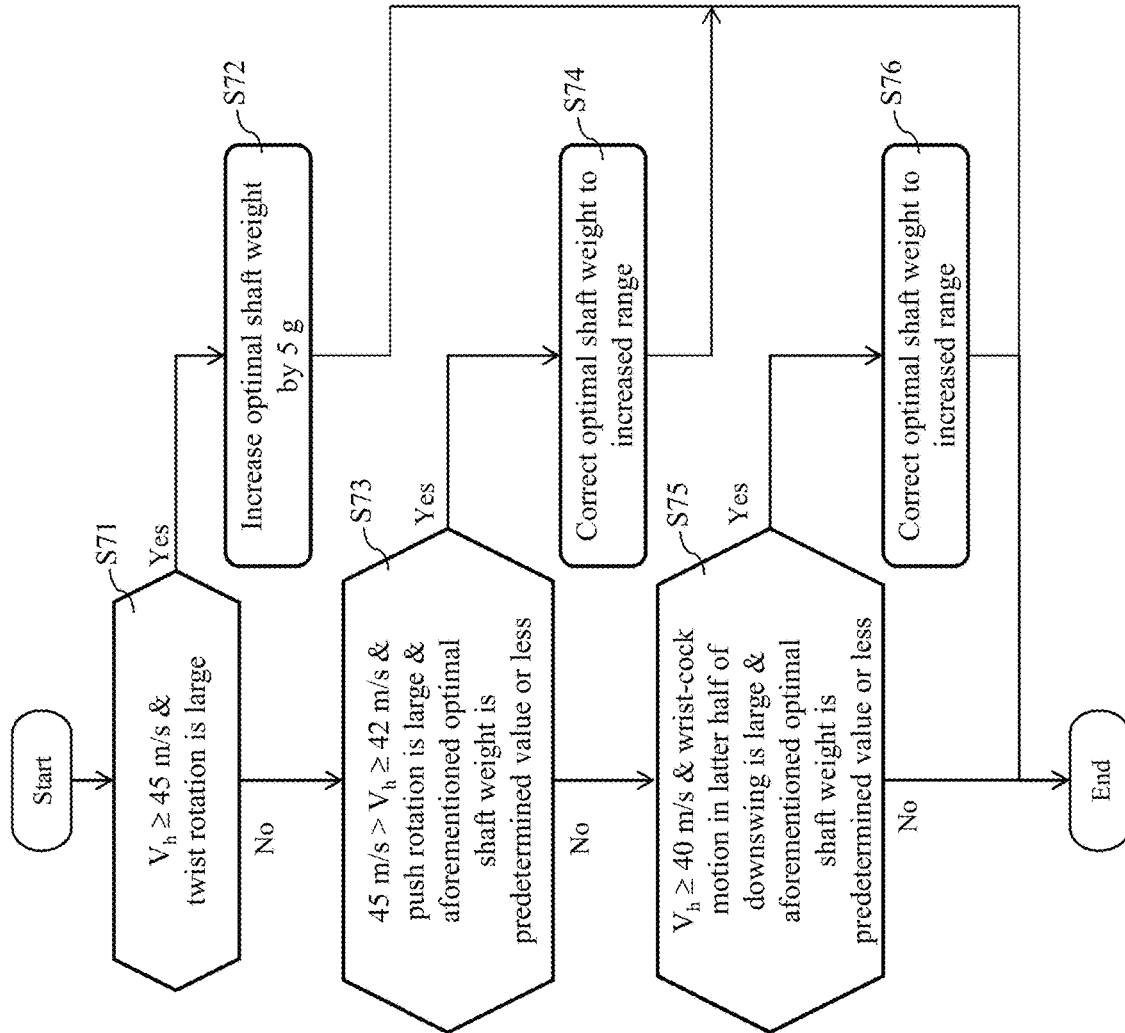 Start
S71
V_h ≥ 45 m/s &
twist rotation is large
Yes
No
S72
Increase optimal shaft weight
by 5 g
S73
45 m/s > V_h ≥ 42 m/s &
push rotation is large &
aforementioned optimal
shaft weight is
predetermined value or less
Yes
No
S74
Correct optimal shaft weight to
increased range
S75
V_h ≥ 40 m/s & wrist-cock
motion in latter half of
downswing is large &
aforementioned optimal
shaft weight is
predetermined value or less
Yes
No
S76
Correct optimal shaft weight to
increased range
End